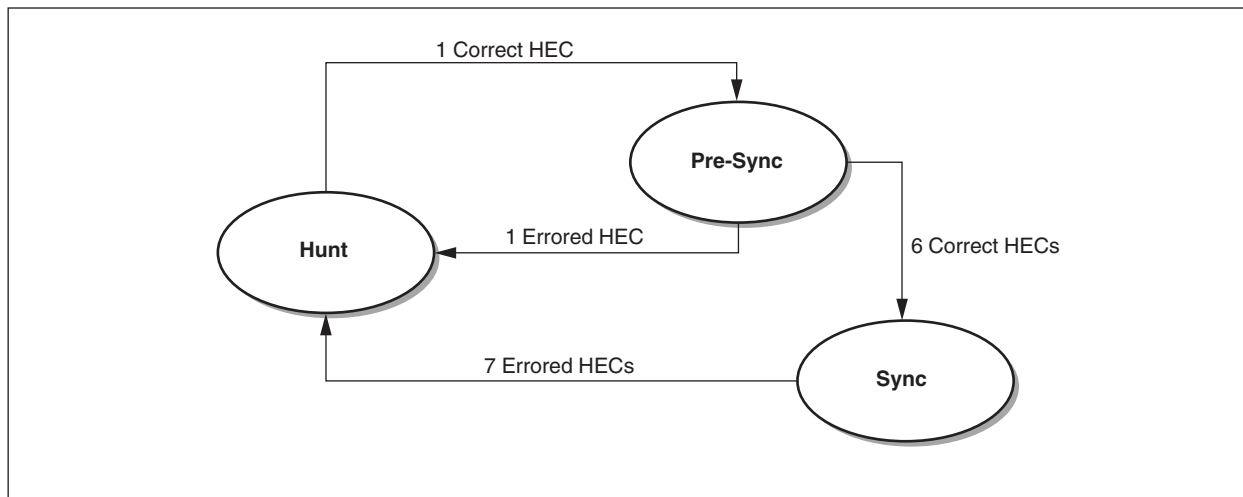 1 Correct HEC
Pre-Sync
1 Errored HEC
Hunt
6 Correct HECs
7 Errored HECs
Sync